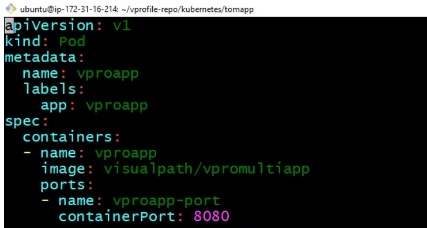 ubuntu@ip-172-31-16-214: ~/vprofile-repo/kubernetes/tomapp
apiVersion: v1
kind: Pod
metadata:
  name: vproapp
  labels:
    app: vproapp
spec:
  containers:
  - name: vproapp
    image: visualpath/vpromultiapp
    ports:
    - name: vproapp-port
      containerPort: 8080